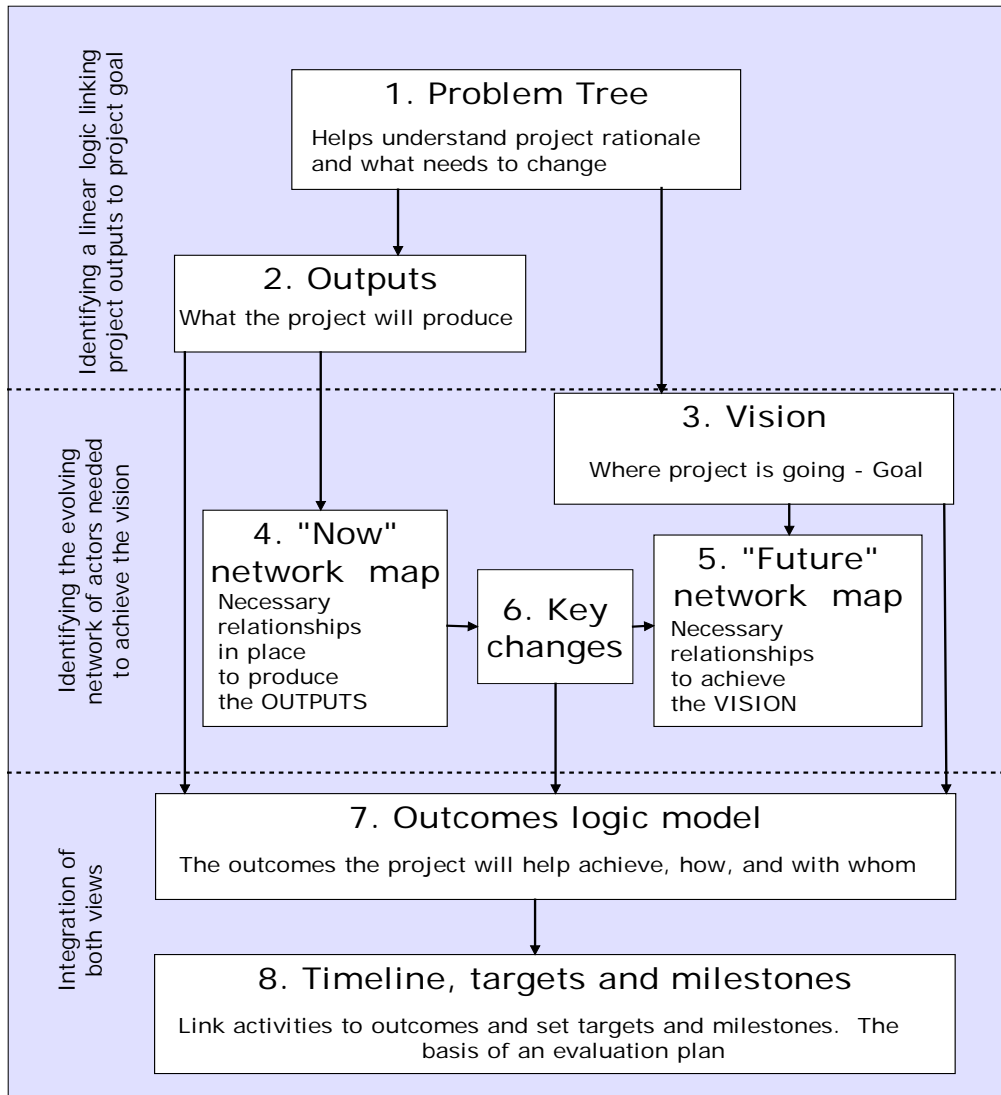 Identifying a linear logic linking
project outputs to project goal
1. Problem Tree
Helps understand project rationale
and what needs to change
2. Outputs
What the project will produce
Identifying the evolving
network of actors needed
to achieve the vision
3. Vision
Where project is going - Goal
4. "Now"
network map
Necessary
relationships
in place
to produce
the OUTPUTS
6. Key
changes
5. "Future"
network map
Necessary
relationships
to achieve
the VISION
Integration of
both views
7. Outcomes logic model
The outcomes the project will help achieve, how, and with whom
8. Timeline, targets and milestones
Link activities to outcomes and set targets and milestones. The
basis of an evaluation plan